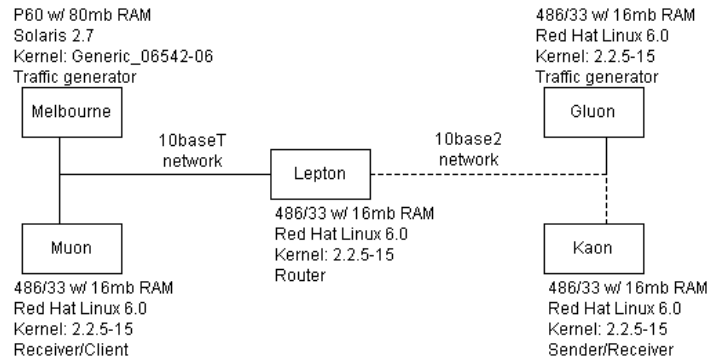 P60 w/ 80mb RAM
Solaris 2.7
Kernel: Generic_06542-06
Traffic generator
Melbourne
486/33 w/ 16mb RAM
Red Hat Linux 6.0
Kernel: 2.2.5-15
Traffic generator
Gluon
10baseT
network
10base2
network
Lepton
486/33 w/ 16mb RAM
Red Hat Linux 6.0
Kernel: 2.2.5-15
Router
Muon
486/33 w/ 16mb RAM
Red Hat Linux 6.0
Kernel: 2.2.5-15
Receiver/Client
Kaon
486/33 w/ 16mb RAM
Red Hat Linux 6.0
Kernel: 2.2.5-15
Sender/Receiver